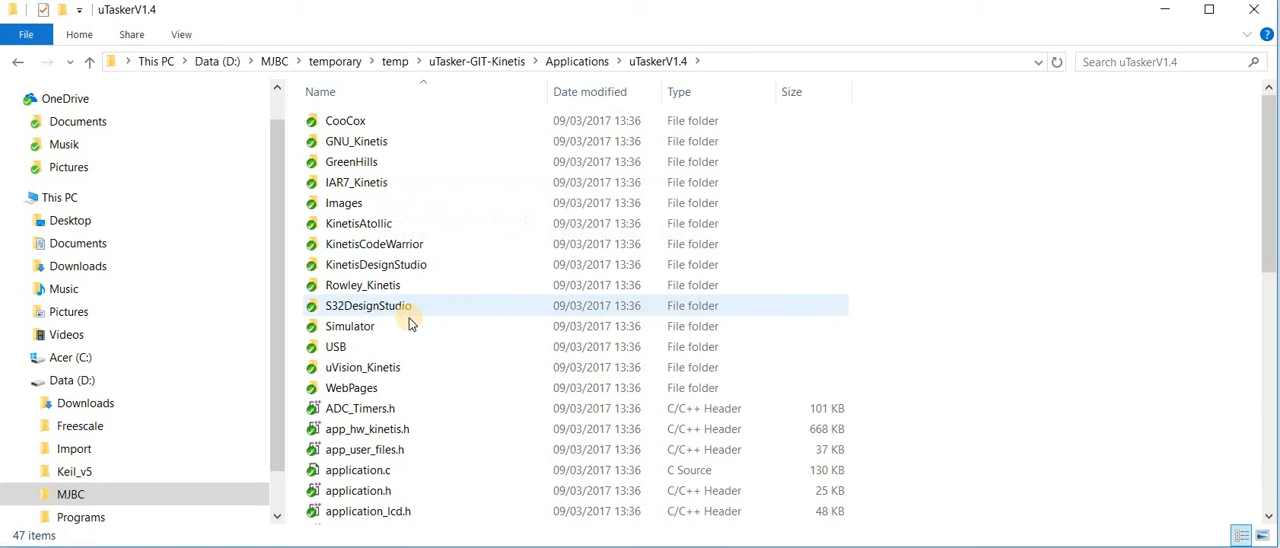 uTaskerV1.4
File Home Share View
This PC Data (D:) MJBC temporary temp uTasker-GIT-Kinetis Applications uTaskerV1.4 Search uTaskerV1.4
Name Date modified Type Size
OneDrive
Documents
Musik
Pictures
This PC
Desktop
Documents
Downloads
Music
Pictures
Videos
Acer (C:)
Data (D:)
Downloads
Freescale
Import
Keil_v5
MJBC
Programs
CooCox 09/03/2017 13:36 File folder
GNU_Kinetis 09/03/2017 13:36 File folder
GreenHills 09/03/2017 13:36 File folder
IAR7_Kinetis 09/03/2017 13:36 File folder
Images 09/03/2017 13:36 File folder
KinetisAtollic 09/03/2017 13:36 File folder
KinetisCodeWarrior 09/03/2017 13:36 File folder
KinetisDesignStudio 09/03/2017 13:36 File folder
Rowley_Kinetis 09/03/2017 13:36 File folder
S32DesignStudio 09/03/2017 13:36 File folder
Simulator 09/03/2017 13:36 File folder
USB 09/03/2017 13:36 File folder
uVision_Kinetis 09/03/2017 13:36 File folder
WebPages 09/03/2017 13:36 File folder
ADC_Timers.h 09/03/2017 13:36 C/C++ Header 101 KB
app_hw_kinetis.h 09/03/2017 13:36 C/C++ Header 668 KB
app_user_files.h 09/03/2017 13:36 C/C++ Header 37 KB
application.c 09/03/2017 13:36 C Source 130 KB
application.h 09/03/2017 13:36 C/C++ Header 25 KB
application_lcd.h 09/03/2017 13:36 C/C++ Header 48 KB
47 items